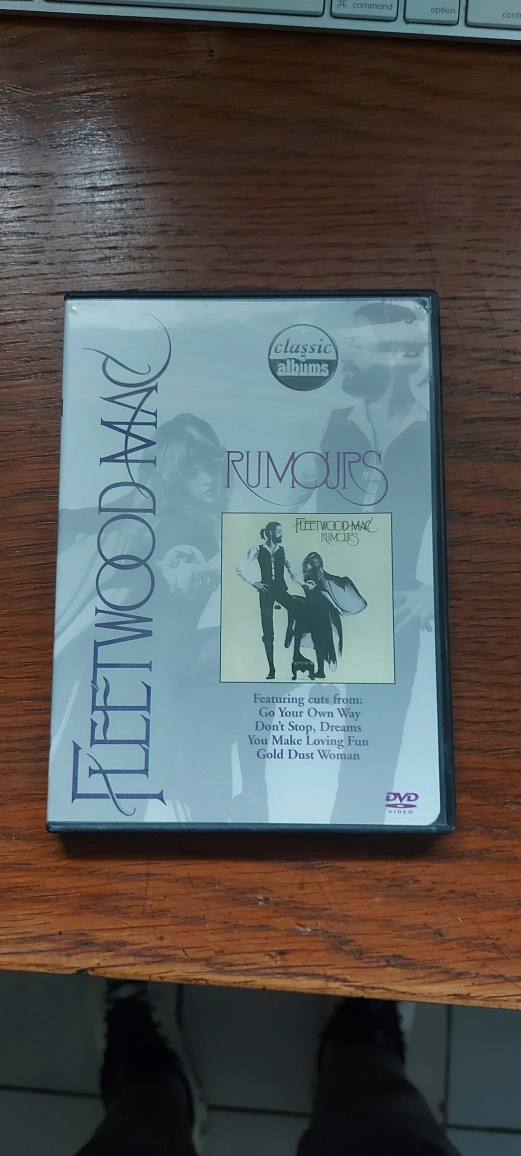 ⌘ command
option
classic
albums
FLEETWOOD MAC
RUMOURS
FLEETWOOD MAC
RUMOURS
Featuring cuts from:
Go Your Own Way
Don't Stop, Dreams
You Make Loving Fun
Gold Dust Woman
DVD
VIDEO